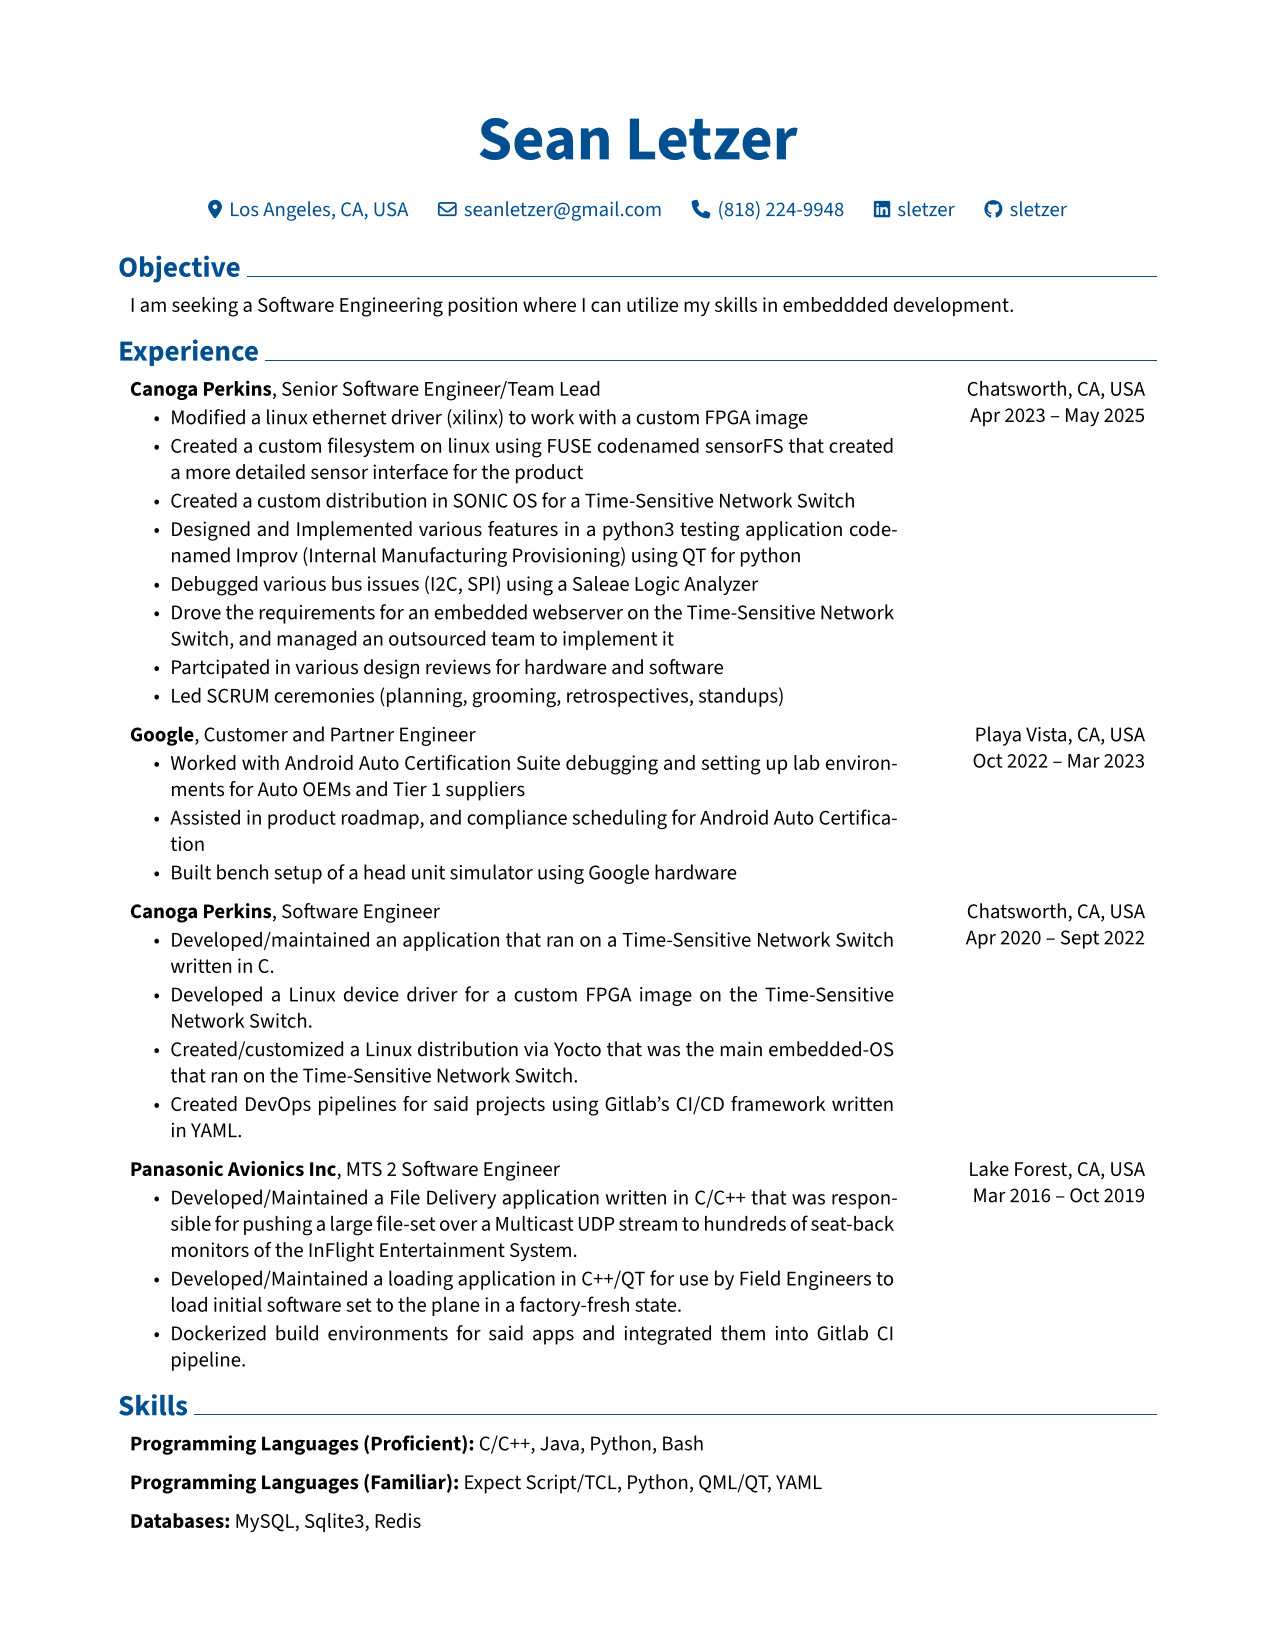 Sean Letzer
Los Angeles, CA, USA seanletzer@gmail.com (818) 224-9948 sletzer sletzer
Objective
I am seeking a Software Engineering position where I can utilize my skills in embeddded development.
Experience
Canoga Perkins, Senior Software Engineer/Team Lead Chatsworth, CA, USA
• Modified a linux ethernet driver (xilinx) to work with a custom FPGA image Apr 2023 – May 2025
• Created a custom filesystem on linux using FUSE codenamed sensorFS that created
a more detailed sensor interface for the product
• Created a custom distribution in SONIC OS for a Time-Sensitive Network Switch
• Designed and Implemented various features in a python3 testing application code-
named Improv (Internal Manufacturing Provisioning) using QT for python
• Debugged various bus issues (I2C, SPI) using a Saleae Logic Analyzer
• Drove the requirements for an embedded webserver on the Time-Sensitive Network
Switch, and managed an outsourced team to implement it
• Partcipated in various design reviews for hardware and software
• Led SCRUM ceremonies (planning, grooming, retrospectives, standups)
Google, Customer and Partner Engineer Playa Vista, CA, USA
• Worked with Android Auto Certification Suite debugging and setting up lab environ- Oct 2022 – Mar 2023
ments for Auto OEMs and Tier 1 suppliers
• Assisted in product roadmap, and compliance scheduling for Android Auto Certifica-
tion
• Built bench setup of a head unit simulator using Google hardware
Canoga Perkins, Software Engineer Chatsworth, CA, USA
• Developed/maintained an application that ran on a Time-Sensitive Network Switch Apr 2020 – Sept 2022
written in C.
• Developed a Linux device driver for a custom FPGA image on the Time-Sensitive
Network Switch.
• Created/customized a Linux distribution via Yocto that was the main embedded-OS
that ran on the Time-Sensitive Network Switch.
• Created DevOps pipelines for said projects using Gitlab’s CI/CD framework written
in YAML.
Panasonic Avionics Inc, MTS 2 Software Engineer Lake Forest, CA, USA
• Developed/Maintained a File Delivery application written in C/C++ that was respon- Mar 2016 – Oct 2019
sible for pushing a large file-set over a Multicast UDP stream to hundreds of seat-back
monitors of the InFlight Entertainment System.
• Developed/Maintained a loading application in C++/QT for use by Field Engineers to
load initial software set to the plane in a factory-fresh state.
• Dockerized build environments for said apps and integrated them into Gitlab CI
pipeline.
Skills
Programming Languages (Proficient): C/C++, Java, Python, Bash
Programming Languages (Familiar): Expect Script/TCL, Python, QML/QT, YAML
Databases: MySQL, Sqlite3, Redis